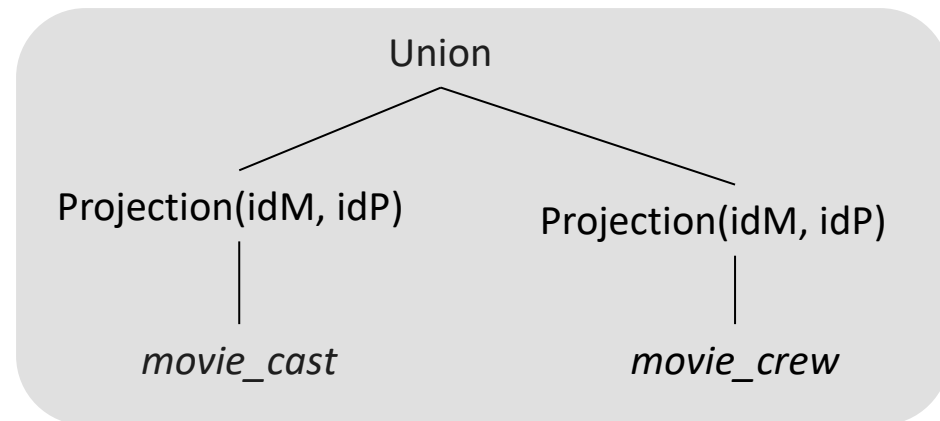 Union
Projection(idM, idP)
Projection(idM, idP)
movie_cast
movie_crew